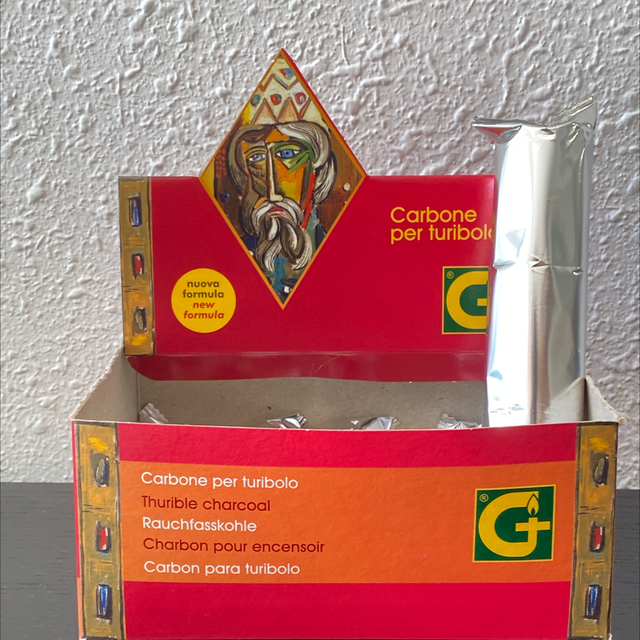 Carbone
per turibolo
nuova
formula
new
formula
® G
Carbone per turibolo
Thurible charcoal
Rauchfasskohle
Charbon pour encensoir
Carbon para turibolo
® G